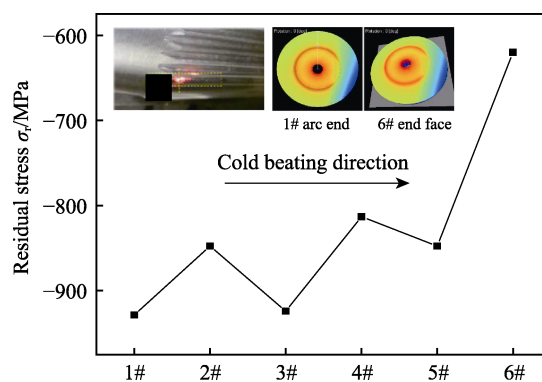 Residual stress σr/MPa
−600
−700
−800
−900
1# arc end
6# end face
Cold beating direction
1#
2#
3#
4#
5#
6#